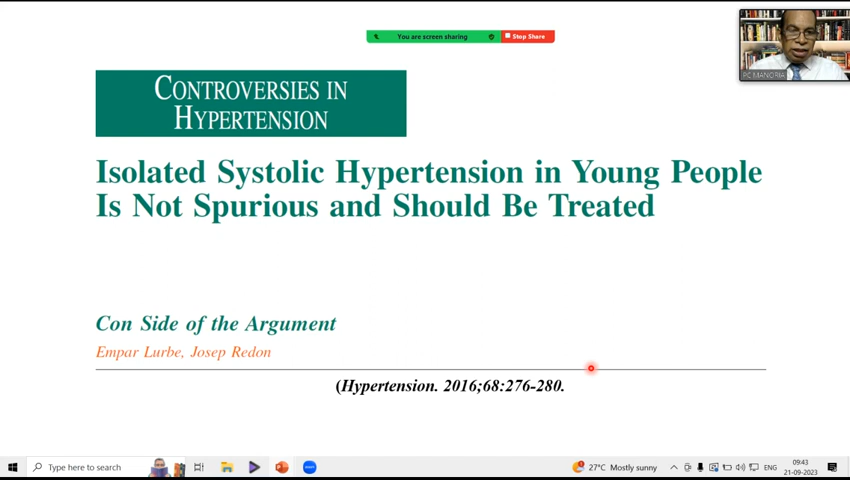 You are screen sharing
Stop Share
PC MANORIA
CONTROVERSIES IN
HYPERTENSION
Isolated Systolic Hypertension in Young People
Is Not Spurious and Should Be Treated
Con Side of the Argument
Empar Lurbe, Josep Redon
(Hypertension. 2016;68:276-280.
Type here to search
27°C Mostly sunny
ENG
09:43
21-09-2023